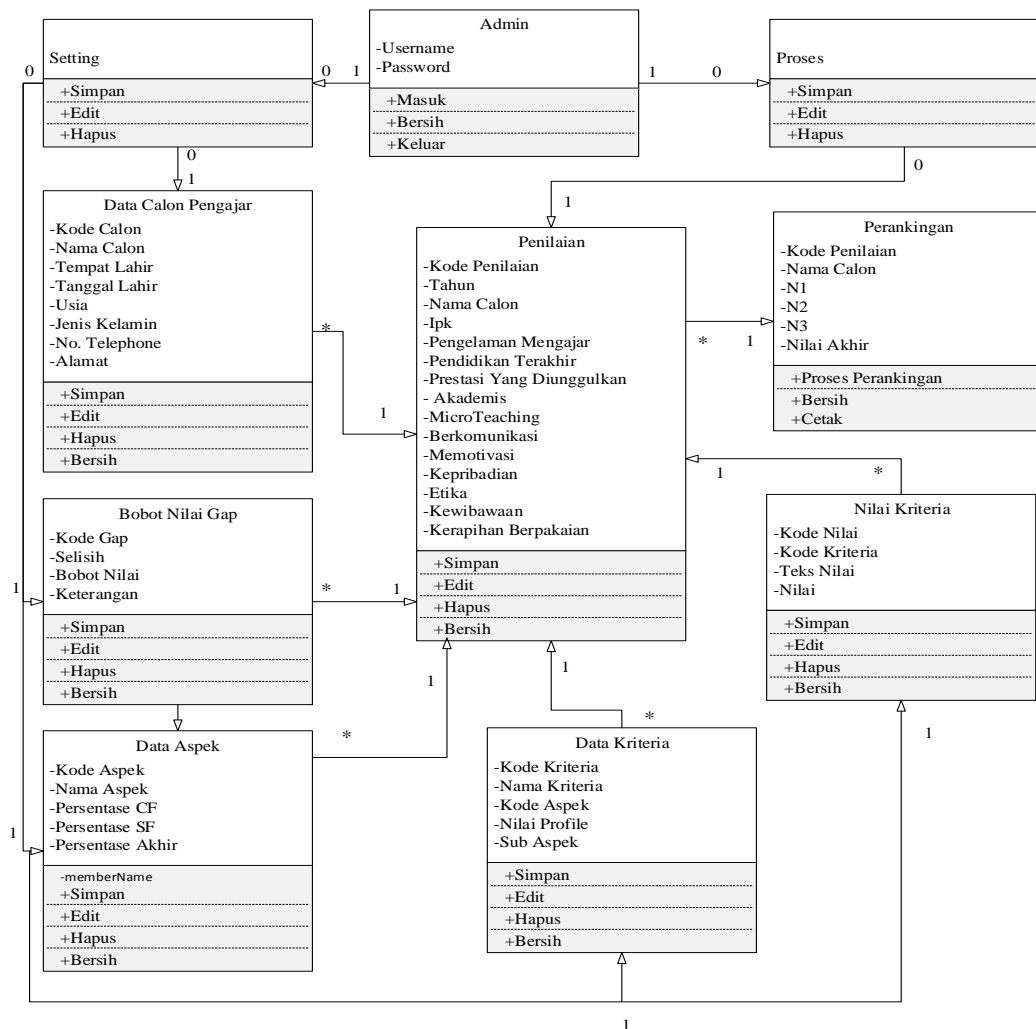 Setting
+Simpan
+Edit
+Hapus
Admin
-Username
-Password
+Masuk
+Bersih
+Keluar
Proses
+Simpan
+Edit
+Hapus
0
0
1
1
0
0
1
0
1
Data Calon Pengajar
-Kode Calon
-Nama Calon
-Tempat Lahir
-Tanggal Lahir
-Usia
-Jenis Kelamin
-No. Telephone
-Alamat
+Simpan
+Edit
+Hapus
+Bersih
*
1
Penilaian
-Kode Penilaian
-Tahun
-Nama Calon
-Ipk
-Pengelaman Mengajar
-Pendidikan Terakhir
-Prestasi Yang Diunggulkan
- Akademis
-MicroTeaching
-Berkomunikasi
-Memotivasi
-Kepribadian
-Etika
-Kewibawaan
-Kerapihan Berpakaian
+Simpan
+Edit
+Hapus
+Bersih
*
1
Perankingan
-Kode Penilaian
-Nama Calon
-N1
-N2
-N3
-Nilai Akhir
+Proses Perankingan
+Bersih
+Cetak
1
*
Bobot Nilai Gap
-Kode Gap
-Selisih
-Bobot Nilai
-Keterangan
+Simpan
+Edit
+Hapus
+Bersih
1
*
1
Nilai Kriteria
-Kode Nilai
-Kode Kriteria
-Teks Nilai
-Nilai
+Simpan
+Edit
+Hapus
+Bersih
1
Data Aspek
-Kode Aspek
-Nama Aspek
-Persentase CF
-Persentase SF
-Persentase Akhir
-memberName
+Simpan
+Edit
+Hapus
+Bersih
1
*
1
1
*
Data Kriteria
-Kode Kriteria
-Nama Kriteria
-Kode Aspek
-Nilai Profile
-Sub Aspek
+Simpan
+Edit
+Hapus
+Bersih
1